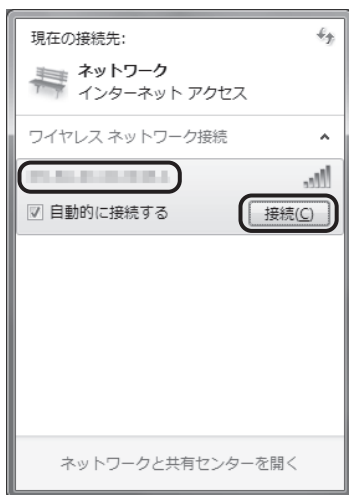 現在の接続先:
ネットワーク
インターネット アクセス
ワイヤレス ネットワーク接続
自動的に接続する
接続(C)
ネットワークと共有センターを開く